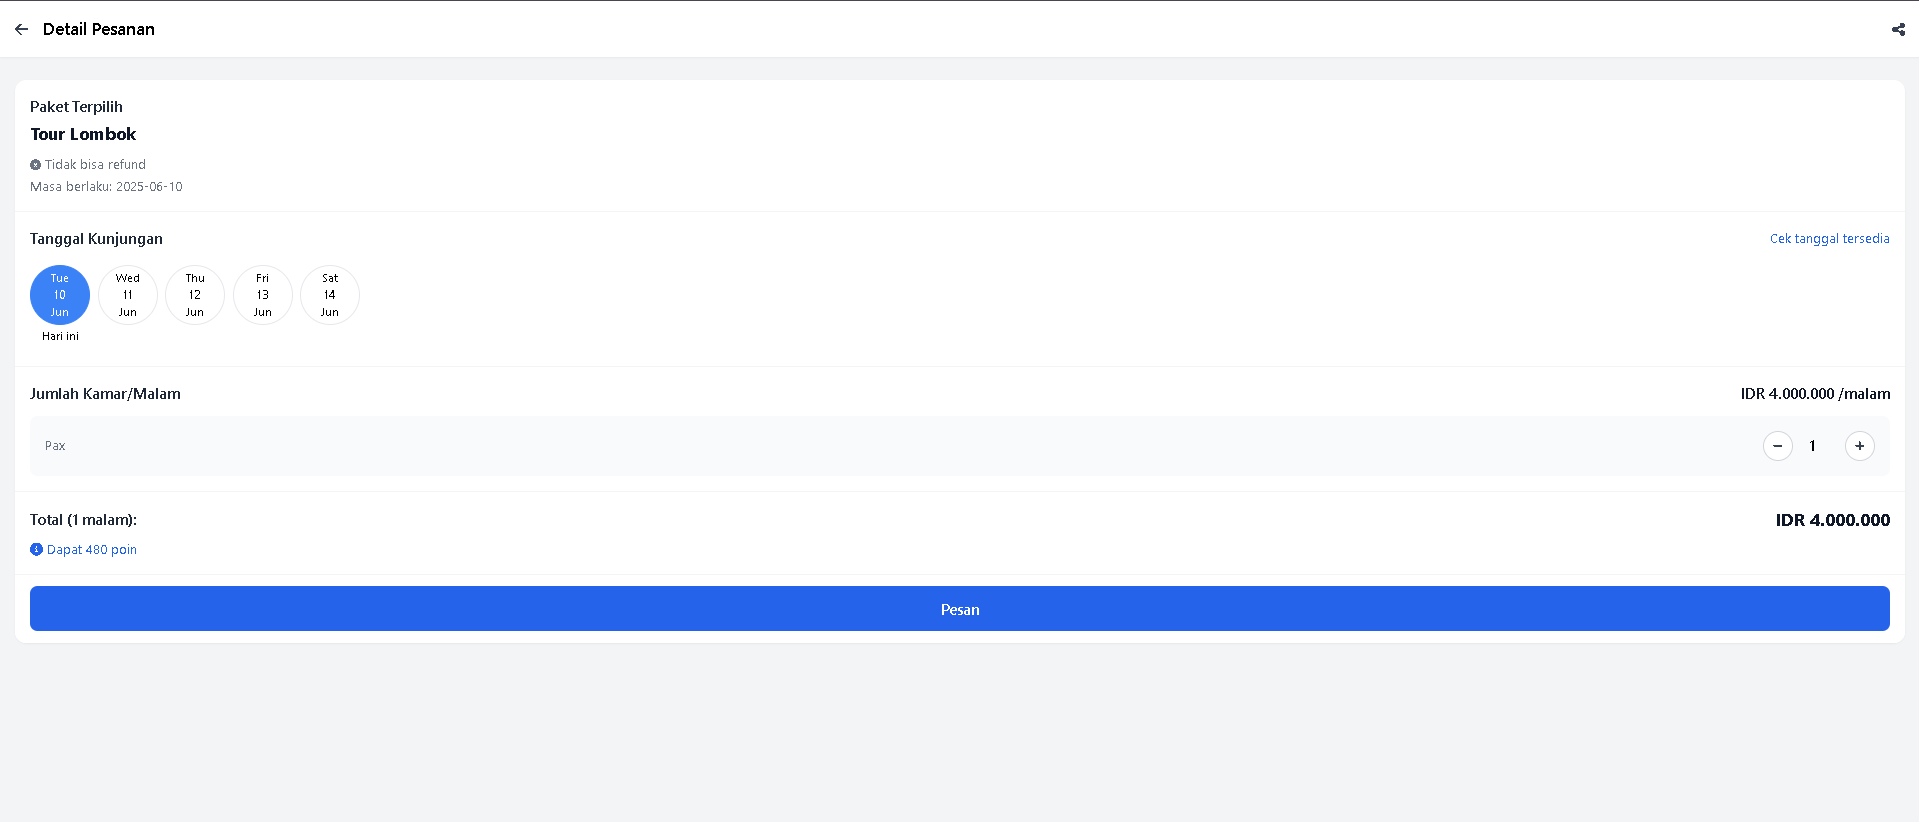 Detail Pesanan
Paket Terpilih
Tour Lombok
Tidak bisa refund
Masa berlaku: 2025-06-10
Tanggal Kunjungan
Cek tanggal tersedia
Tue
10
Jun
Hari ini
Wed
11
Jun
Thu
12
Jun
Fri
13
Jun
Sat
14
Jun
Jumlah Kamar/Malam
IDR 4.000.000 /malam
Pax
1
Total (1 malam):
IDR 4.000.000
Dapat 480 poin
Pesan